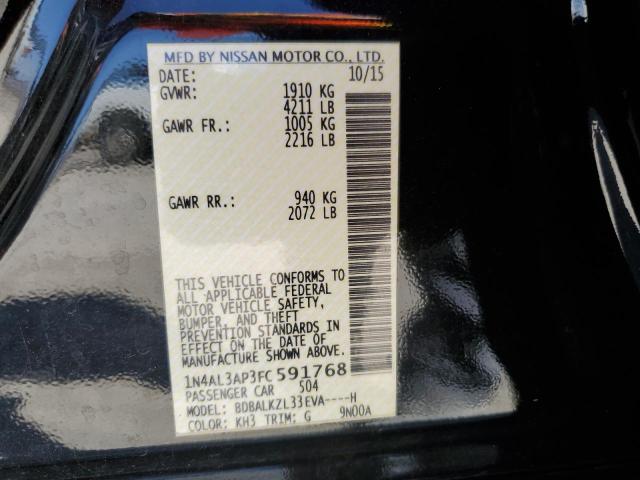 MFD BY NISSAN MOTOR CO., LTD.
DATE: 10/15
GVWR: 1910 KG
4211 LB
GAWR FR.: 1005 KG
2216 LB
GAWR RR.: 940 KG
2072 LB
THIS VEHICLE CONFORMS TO
ALL APPLICABLE FEDERAL
MOTOR VEHICLE SAFETY,
BUMPER, AND THEFT
PREVENTION STANDARDS IN
EFFECT ON THE DATE OF
MANUFACTURE SHOWN ABOVE.
1N4AL3AP3FC591768
PASSENGER CAR 504
MODEL: BDBALKZL33EVA----H
COLOR: KH3 TRIM: G 9N00A